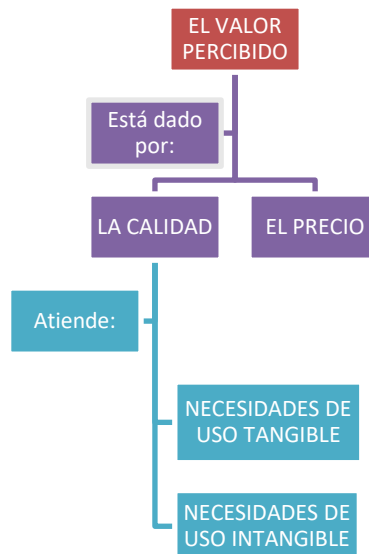 EL VALOR
PERCIBIDO
Está dado
por:
LA CALIDAD
EL PRECIO
Atiende:
NECESIDADES DE
USO TANGIBLE
NECESIDADES DE
USO INTANGIBLE